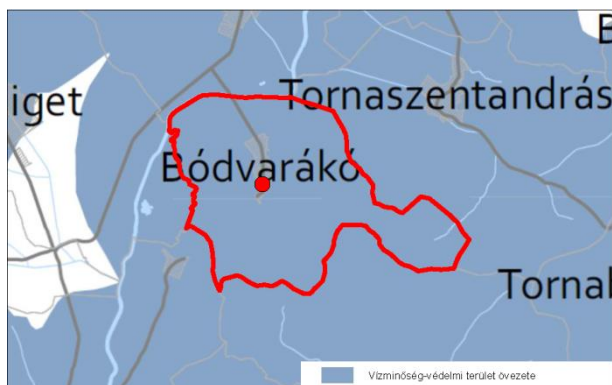 B
iget
Tornaszentandrás
Bódvarákó
Tornal
Vízminőség-védelmi terület övezete